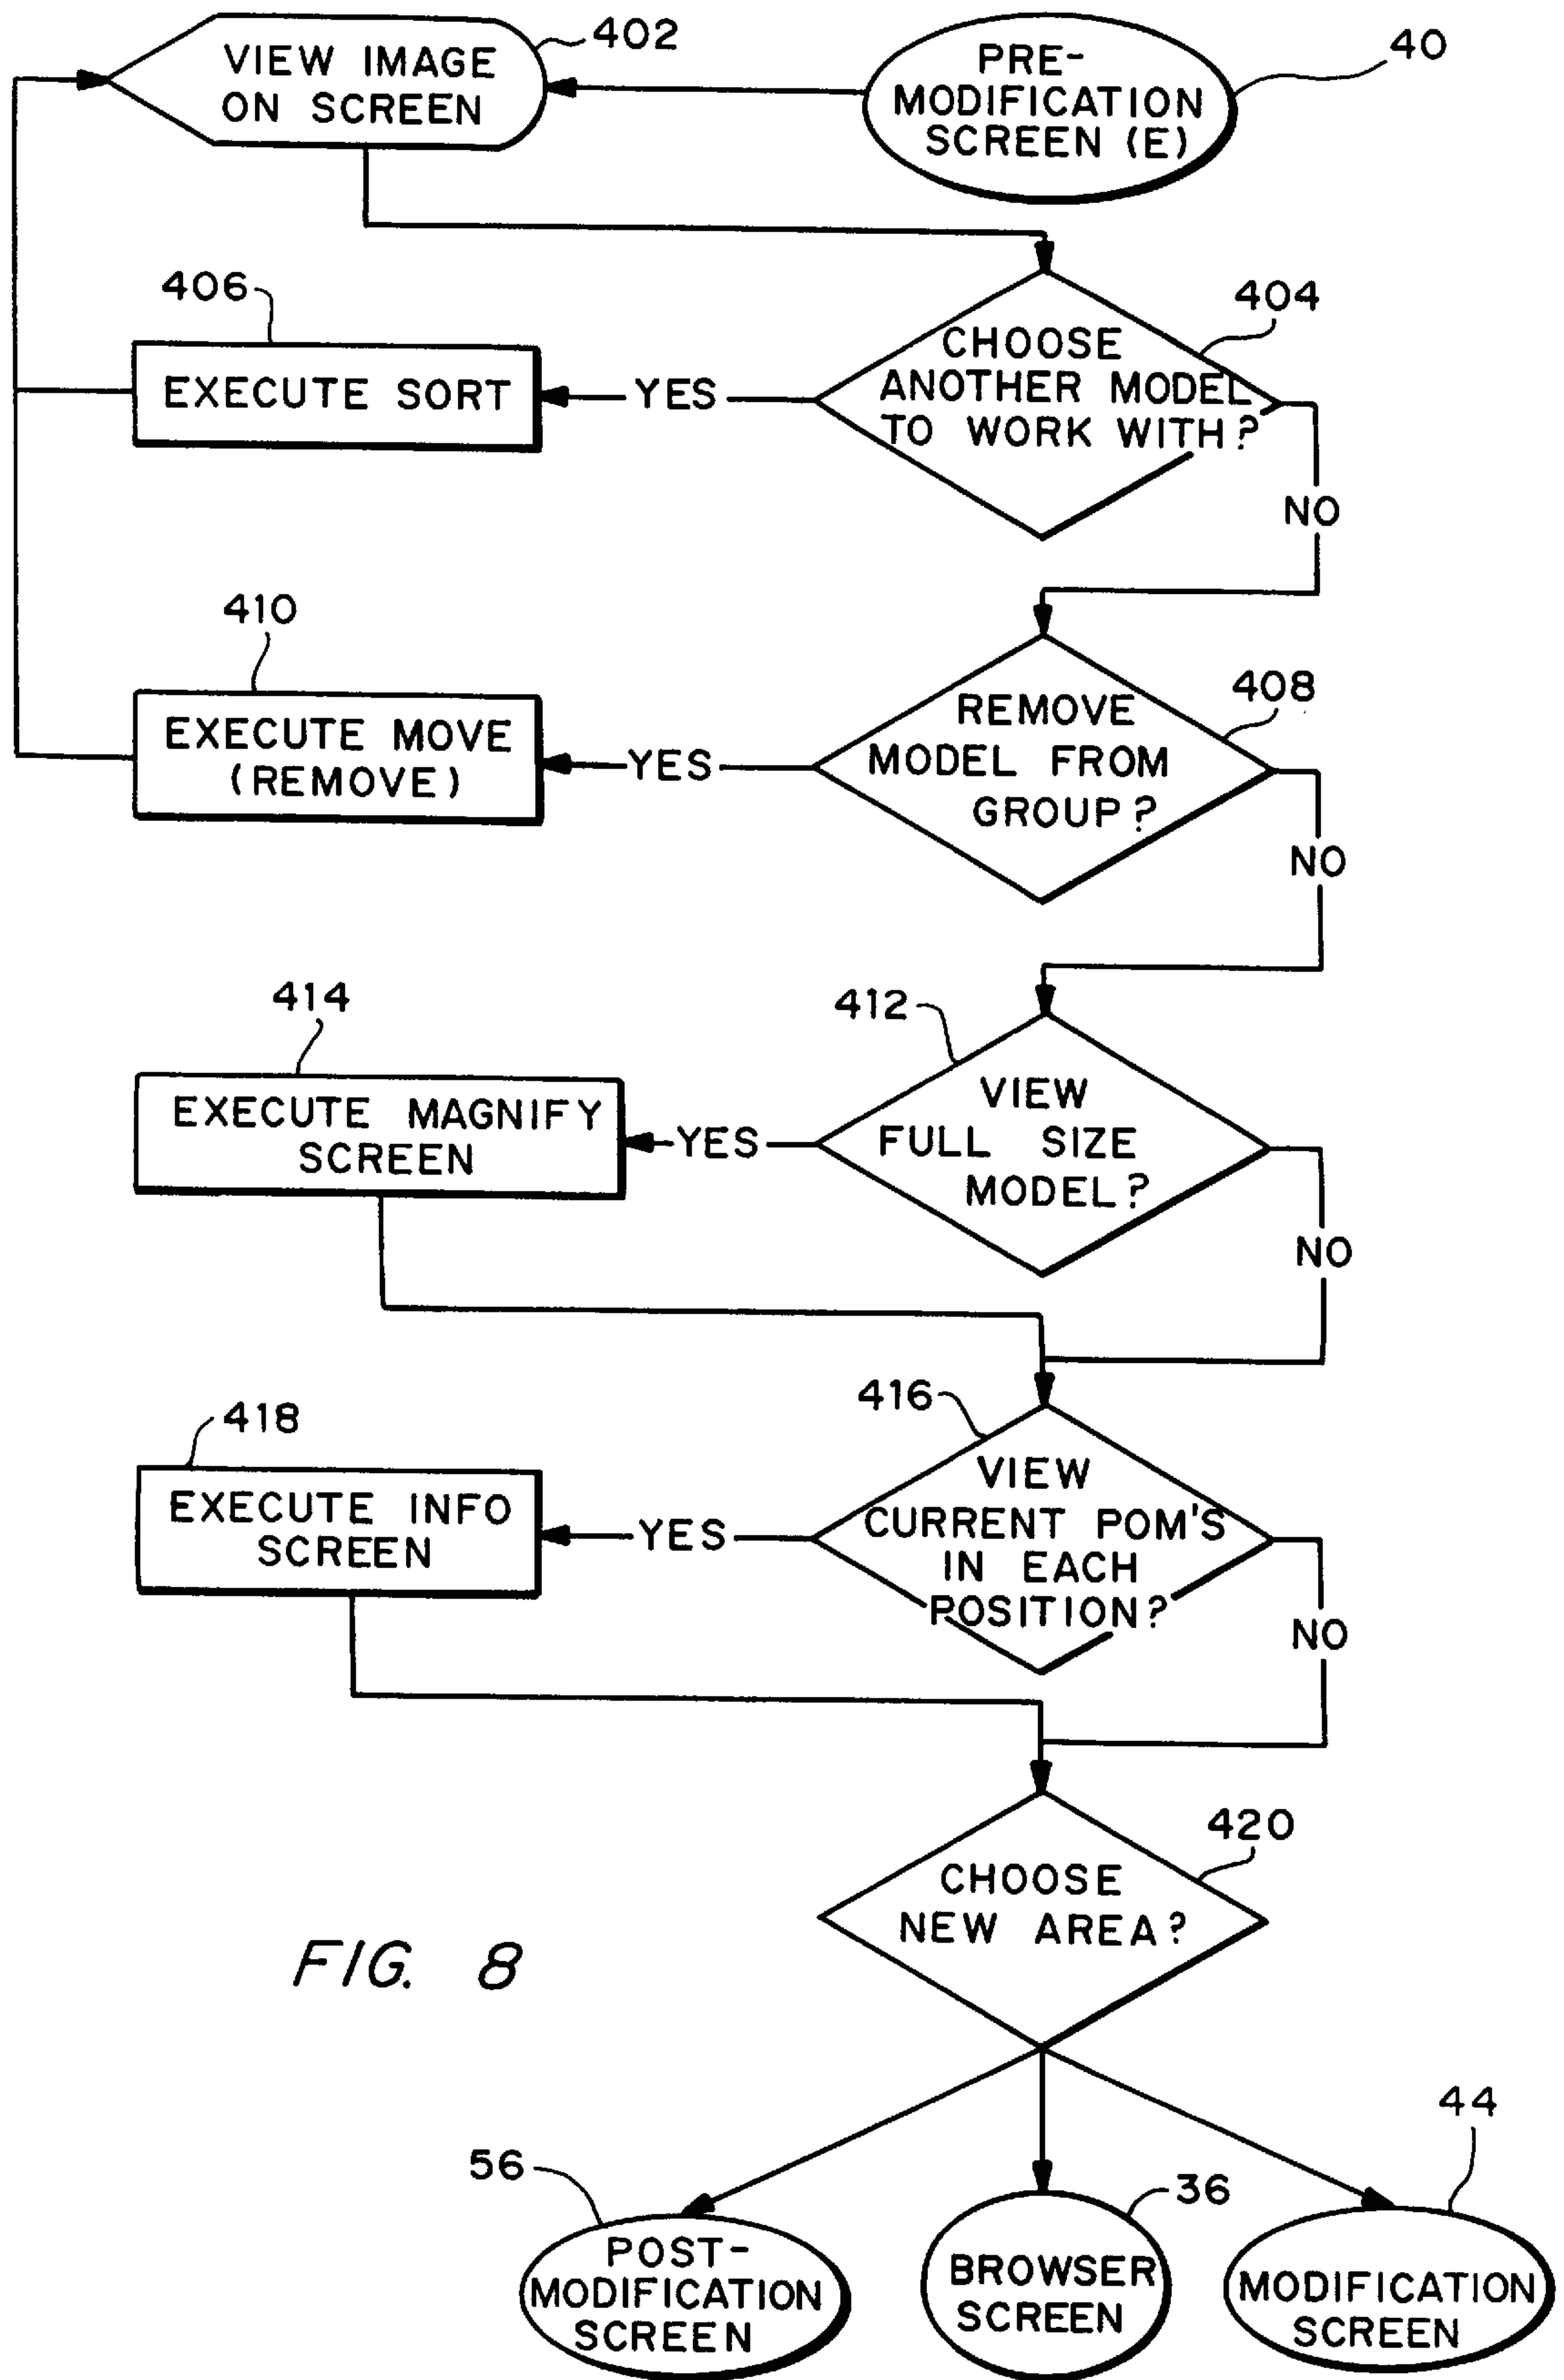 VIEW IMAGE
ON SCREEN
402
PRE-
MODIFICATION
SCREEN (E)
40
406
EXECUTE SORT
YES
CHOOSE
ANOTHER MODEL
TO WORK WITH?
404
NO
410
EXECUTE MOVE
(REMOVE)
YES
REMOVE
MODEL FROM
GROUP?
408
NO
414
EXECUTE MAGNIFY
SCREEN
YES
412
VIEW
FULL SIZE
MODEL?
NO
418
EXECUTE INFO
SCREEN
YES
416
VIEW
CURRENT POM'S
IN EACH
POSITION?
NO
CHOOSE
NEW AREA?
420
FIG. 8
56
POST-
MODIFICATION
SCREEN
36
BROWSER
SCREEN
44
MODIFICATION
SCREEN